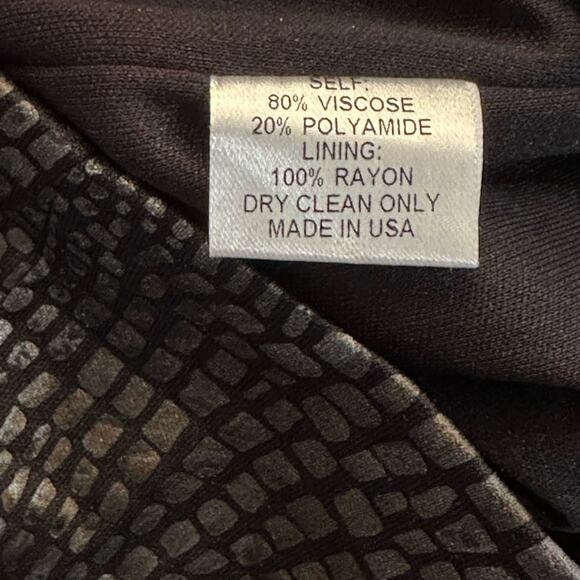 SELF:
80% VISCOSE
20% POLYAMIDE
LINING:
100% RAYON
DRY CLEAN ONLY
MADE IN USA